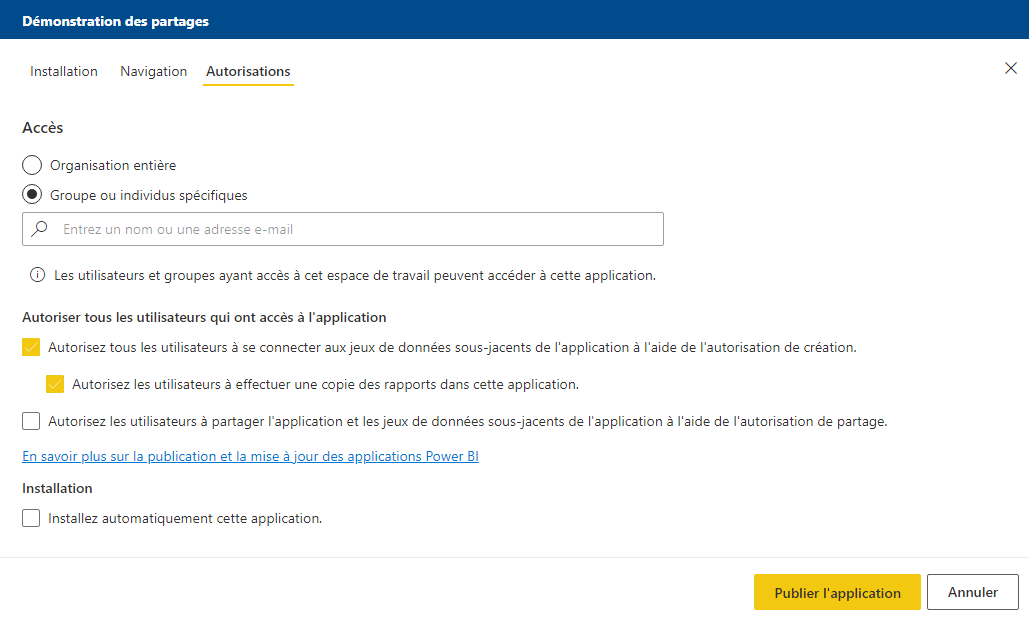 Démonstration des partages
Installation Navigation Autorisations
Accès
Organisation entière
Groupe ou individus spécifiques
Entrez un nom ou une adresse e-mail
Les utilisateurs et groupes ayant accès à cet espace de travail peuvent accéder à cette application.
Autoriser tous les utilisateurs qui ont accès à l'application
Autorisez tous les utilisateurs à se connecter aux jeux de données sous-jacents de l'application à l'aide de l'autorisation de création.
Autorisez les utilisateurs à effectuer une copie des rapports dans cette application.
Autorisez les utilisateurs à partager l'application et les jeux de données sous-jacents de l'application à l'aide de l'autorisation de partage.
En savoir plus sur la publication et la mise à jour des applications Power BI
Installation
Installez automatiquement cette application.
Publier l'application Annuler